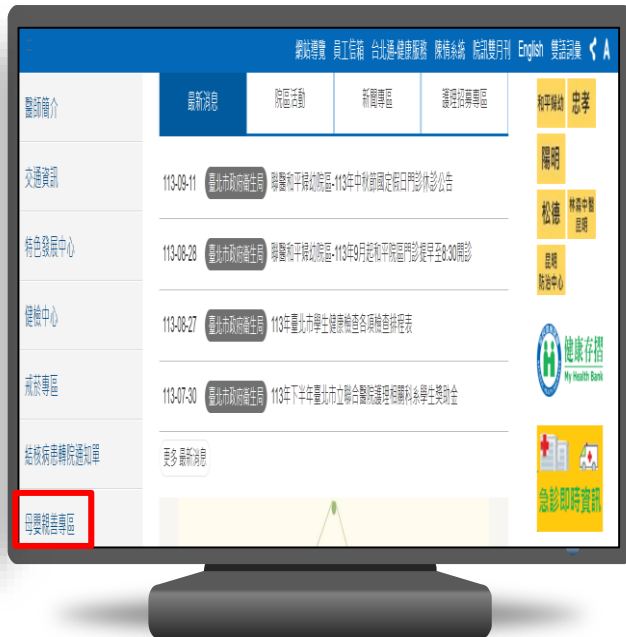 網站導覽 員工信箱 台北通-健康服務 陳情系統 院訊雙月刊 English 雙語詞彙 A
醫師簡介
交通資訊
特色發展中心
健檢中心
戒菸專區
結核病患轉院通知單
母嬰親善專區
最新消息 院區活動 新聞專區 護理招募專區
113-09-11 臺北市政府衛生局 聯醫和平婦幼院區-113年中秋節國定假日門診休診公告
113-08-28 臺北市政府衛生局 聯醫和平婦幼院區-113年9月起和平院區門診提早至8:30開診
113-08-27 臺北市政府衛生局 113年臺北市學生健康檢查各項檢查排程表
113-07-30 臺北市政府衛生局 113年下半年臺北市立聯合醫院護理相關科系學生獎助金
更多 最新消息
和平婦幼 忠孝
陽明
松德 林森中醫
昆明
昆明
防治中心
健康存摺
My Health Bank
急診即時資訊